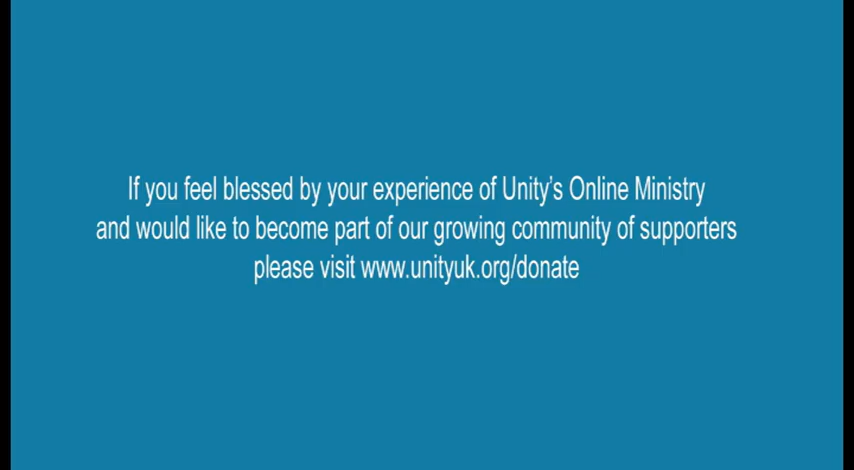 If you feel blessed by your experience of Unity's Online Ministry
and would like to become part of our growing community of supporters
please visit www.unityuk.org/donate